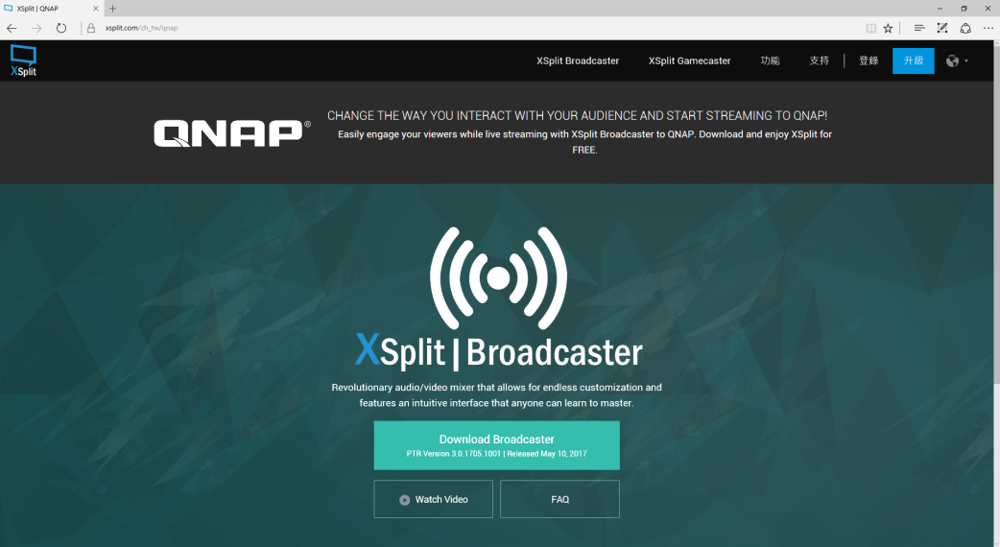 XSplit | QNAP
xsplit.com/zh_tw/qnap
XSplit
XSplit Broadcaster
XSplit Gamecaster
功能
支持
登錄
升級
QNAP®
CHANGE THE WAY YOU INTERACT WITH YOUR AUDIENCE AND START STREAMING TO QNAP!
Easily engage your viewers while live streaming with XSplit Broadcaster to QNAP. Download and enjoy XSplit for
FREE.
XSplit | Broadcaster
Revolutionary audio/video mixer that allows for endless customization and
features an intuitive interface that anyone can learn to master.
Download Broadcaster
PTR Version 3.0.1705.1001 | Released May 10, 2017
Watch Video
FAQ